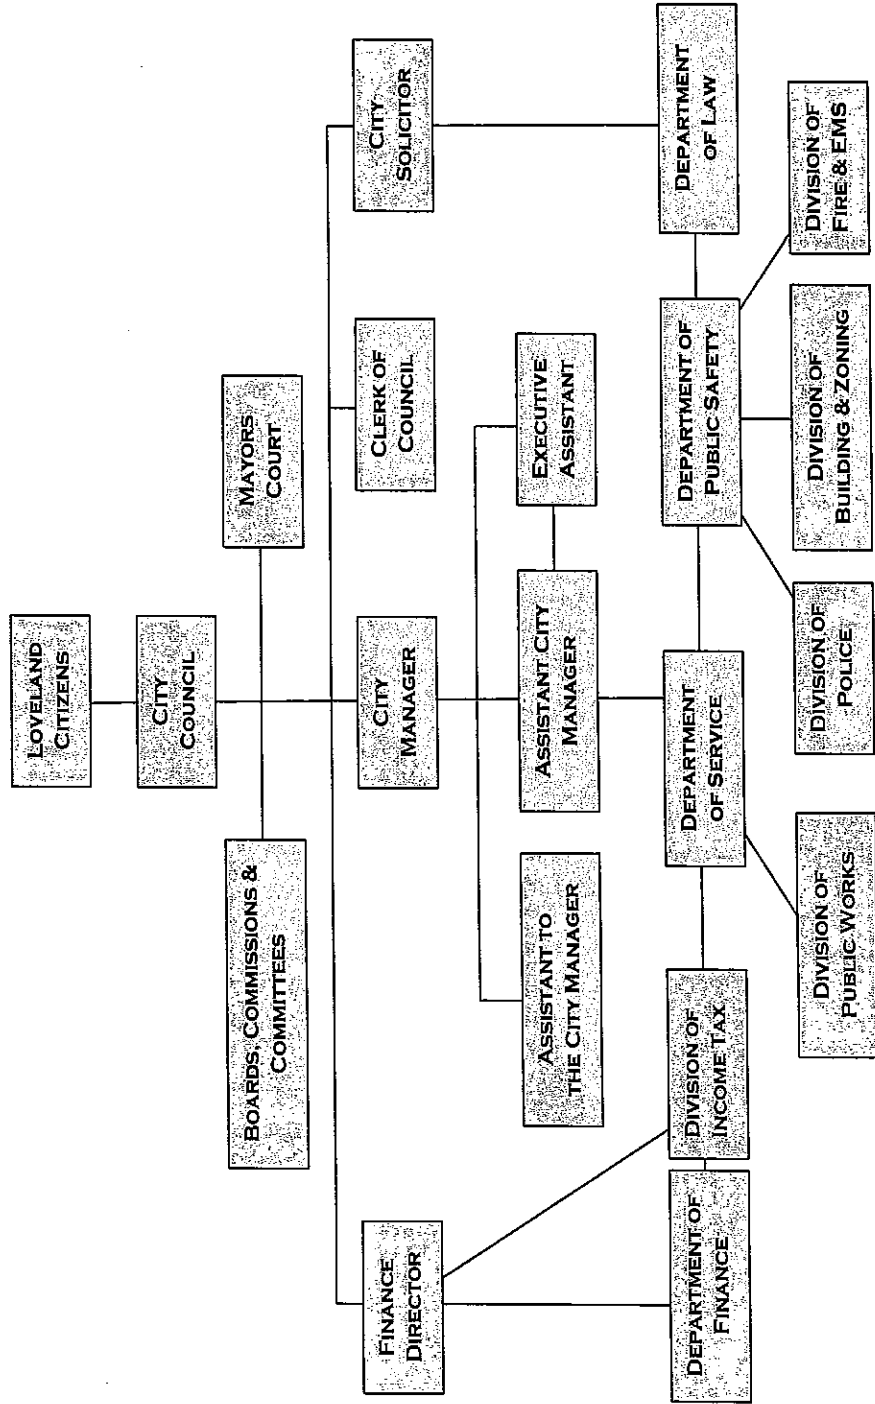 LOVELAND
CITIZENS
CITY
COUNCIL
BOARDS, COMMISSIONS &
COMMITTEES
MAYORS
COURT
FINANCE
DIRECTOR
CITY
MANAGER
CLERK OF
COUNCIL
CITY
SOLICITOR
ASSISTANT TO
THE CITY MANAGER
ASSISTANT CITY
MANAGER
EXECUTIVE
ASSISTANT
DEPARTMENT OF
FINANCE
DIVISION OF
INCOME TAX
DEPARTMENT
OF SERVICE
DEPARTMENT OF
PUBLIC SAFETY
DEPARTMENT
OF LAW
DIVISION OF
PUBLIC WORKS
DIVISION OF
POLICE
DIVISION OF
BUILDING & ZONING
DIVISION OF
FIRE & EMS